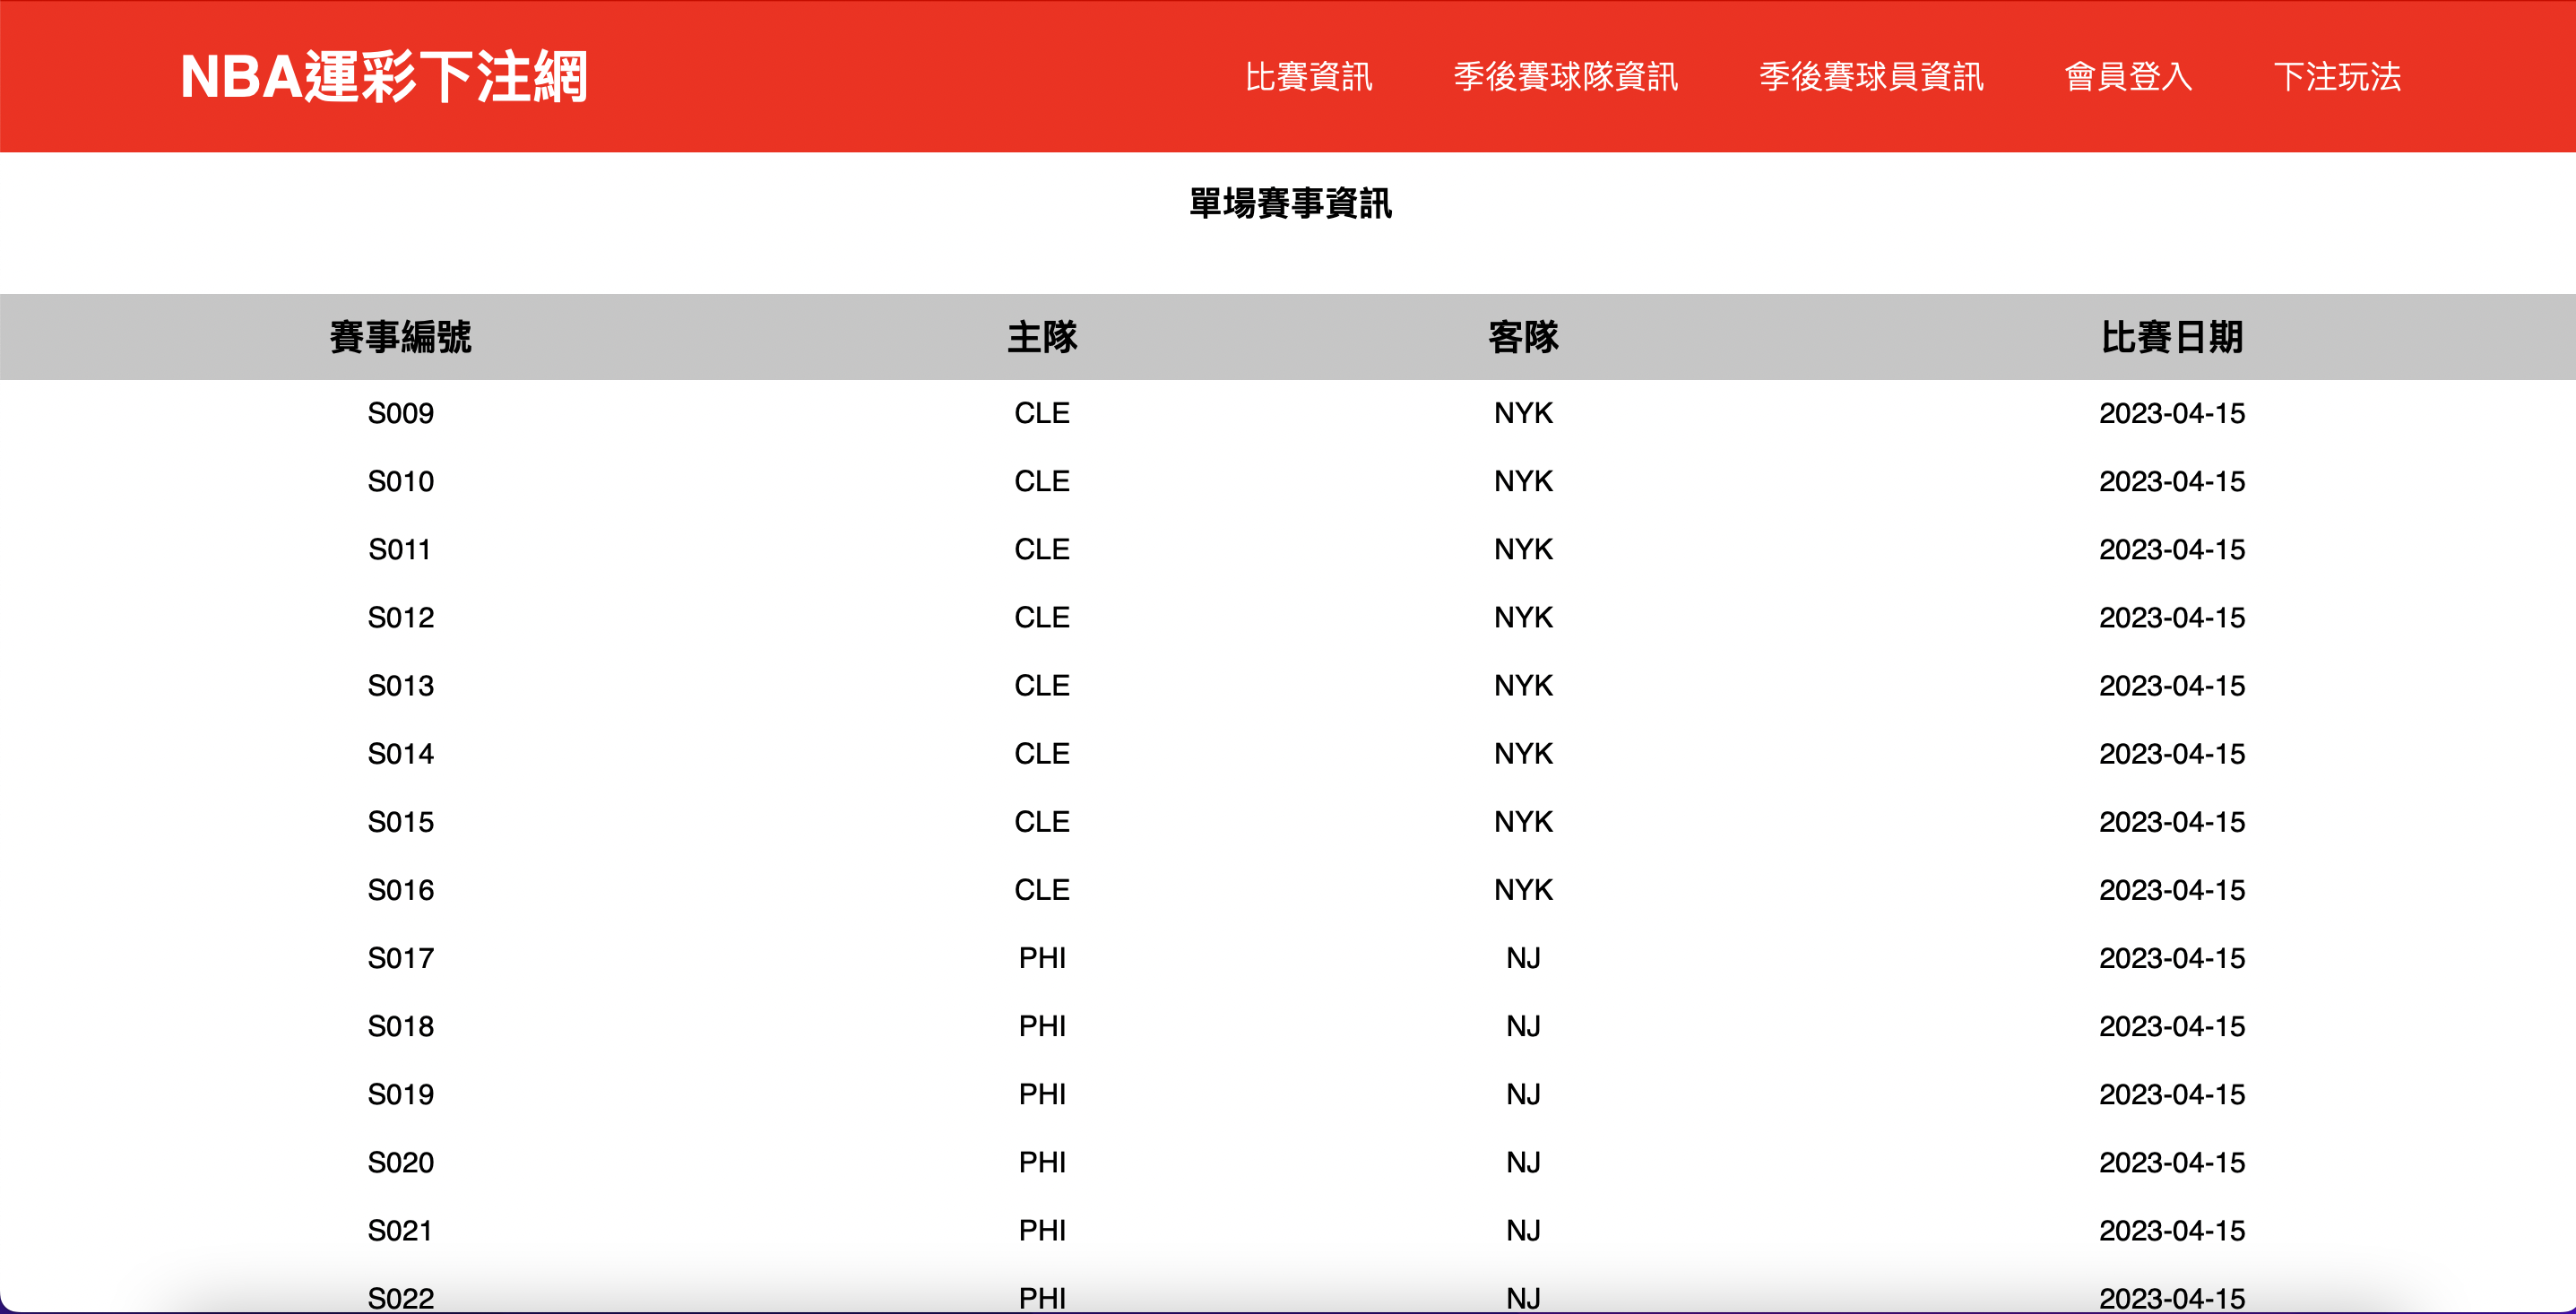 NBA運彩下注網 比賽資訊 季後賽球隊資訊 季後賽球員資訊 會員登入 下注玩法
單場賽事資訊
賽事編號 主隊 客隊 比賽日期
S009 CLE NYK 2023-04-15
S010 CLE NYK 2023-04-15
S011 CLE NYK 2023-04-15
S012 CLE NYK 2023-04-15
S013 CLE NYK 2023-04-15
S014 CLE NYK 2023-04-15
S015 CLE NYK 2023-04-15
S016 CLE NYK 2023-04-15
S017 PHI NJ 2023-04-15
S018 PHI NJ 2023-04-15
S019 PHI NJ 2023-04-15
S020 PHI NJ 2023-04-15
S021 PHI NJ 2023-04-15
S022 PHI NJ 2023-04-15